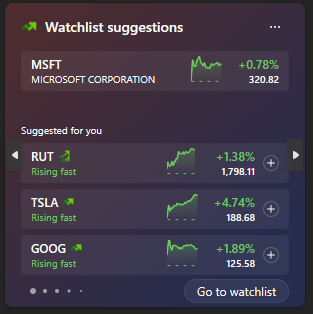 Watchlist suggestions
MSFT +0.78%
MICROSOFT CORPORATION 320.82
Suggested for you
RUT +1.38%
Rising fast 1,798.11
TSLA +4.74%
Rising fast 188.68
GOOG +1.89%
Rising fast 125.58
Go to watchlist